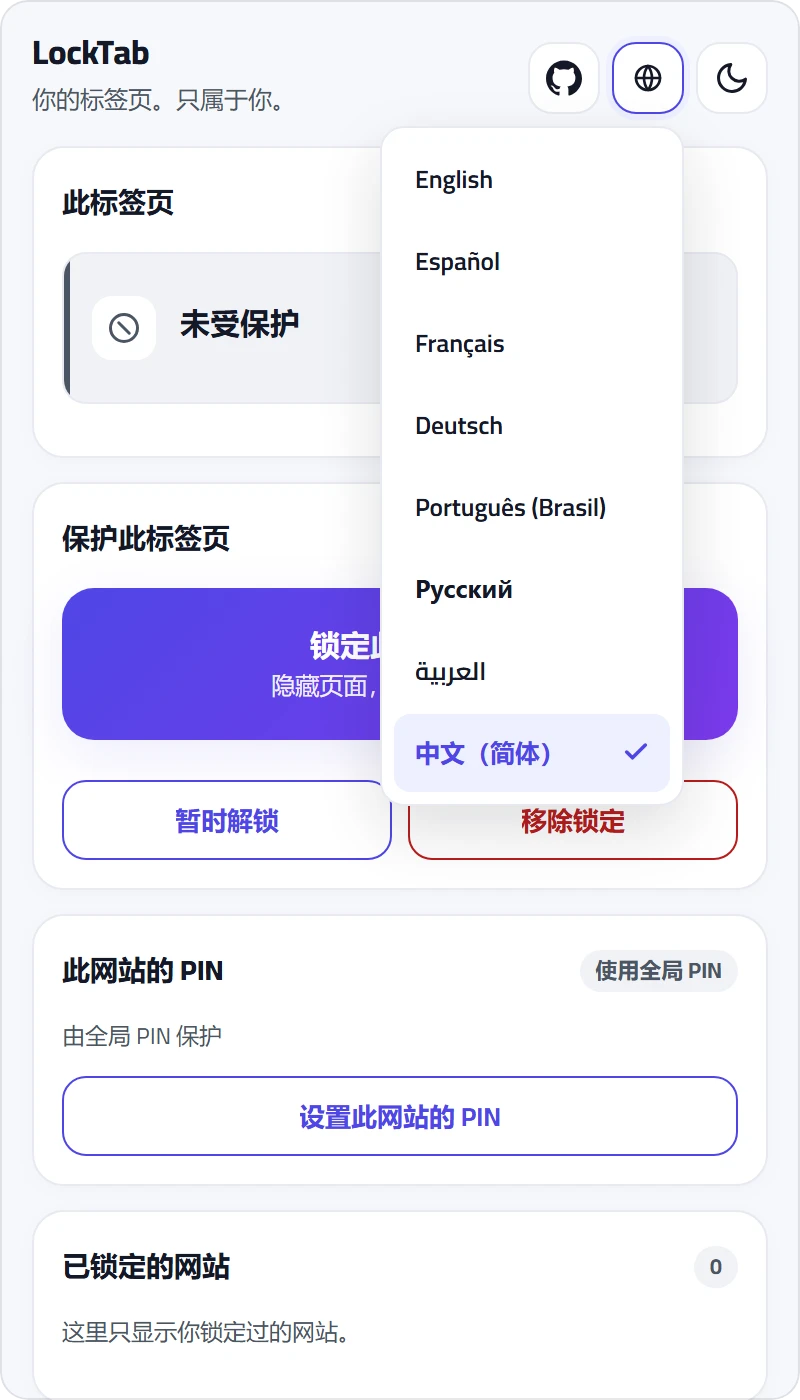 LockTab
你的标签页。只属于你。
此标签页
未受保护
保护此标签页
锁定
隐藏页面，
暂时解锁
移除锁定
English
Español
Français
Deutsch
Português (Brasil)
Русский
العربية
中文（简体）
此网站的 PIN
使用全局 PIN
由全局 PIN 保护
设置此网站的 PIN
已锁定的网站
0
这里只显示你锁定过的网站。